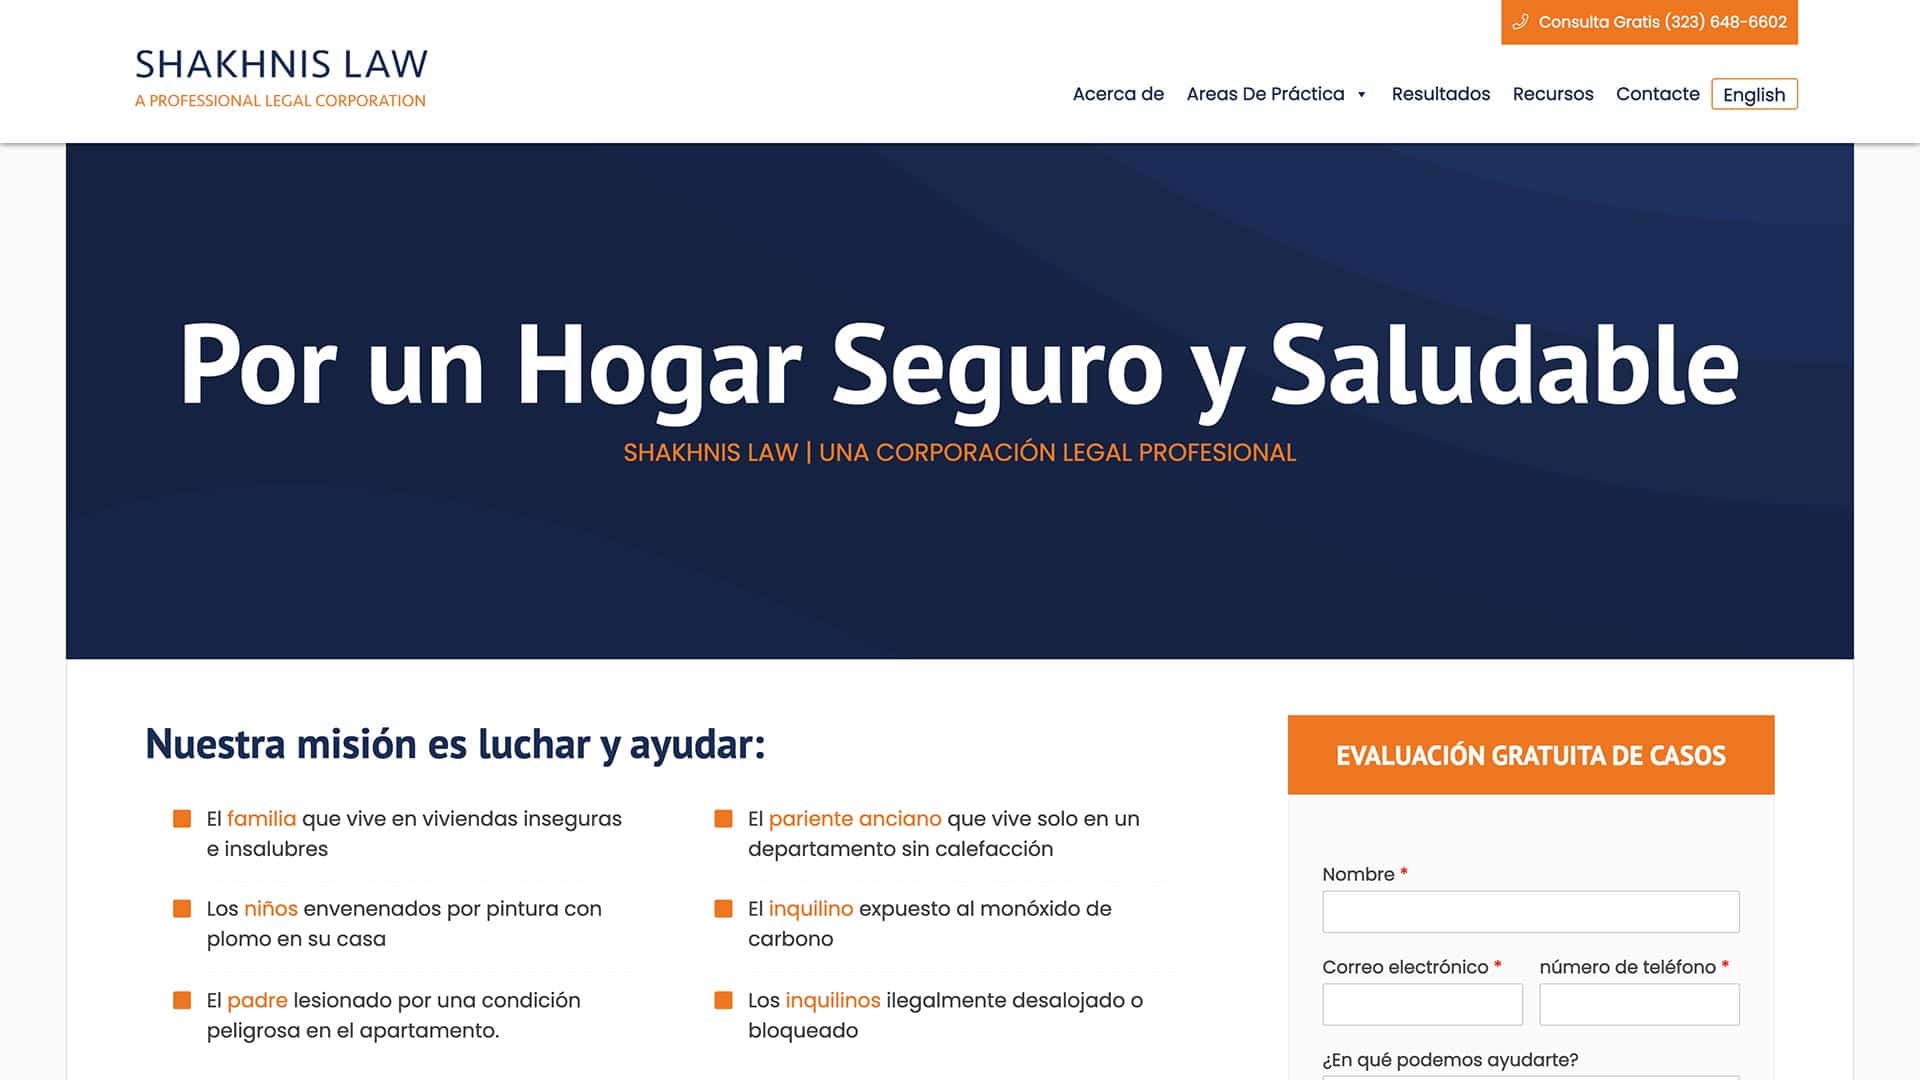 Consulta Gratis (323) 648-6602
SHAKHNIS LAW
A PROFESSIONAL LEGAL CORPORATION
Acerca de
Areas De Práctica
Resultados
Recursos
Contacte
English
Por un Hogar Seguro y Saludable
SHAKHNIS LAW | UNA CORPORACIÓN LEGAL PROFESIONAL
Nuestra misión es luchar y ayudar:
El familia que vive en viviendas inseguras
e insalubres
Los niños envenenados por pintura con
plomo en su casa
El padre lesionado por una condición
peligrosa en el apartamento.
El pariente anciano que vive solo en un
departamento sin calefacción
El inquilino expuesto al monóxido de
carbono
Los inquilinos ilegalmente desalojado o
bloqueado
EVALUACIÓN GRATUITA DE CASOS
Nombre *
Correo electrónico *
número de teléfono *
¿En qué podemos ayudarte?